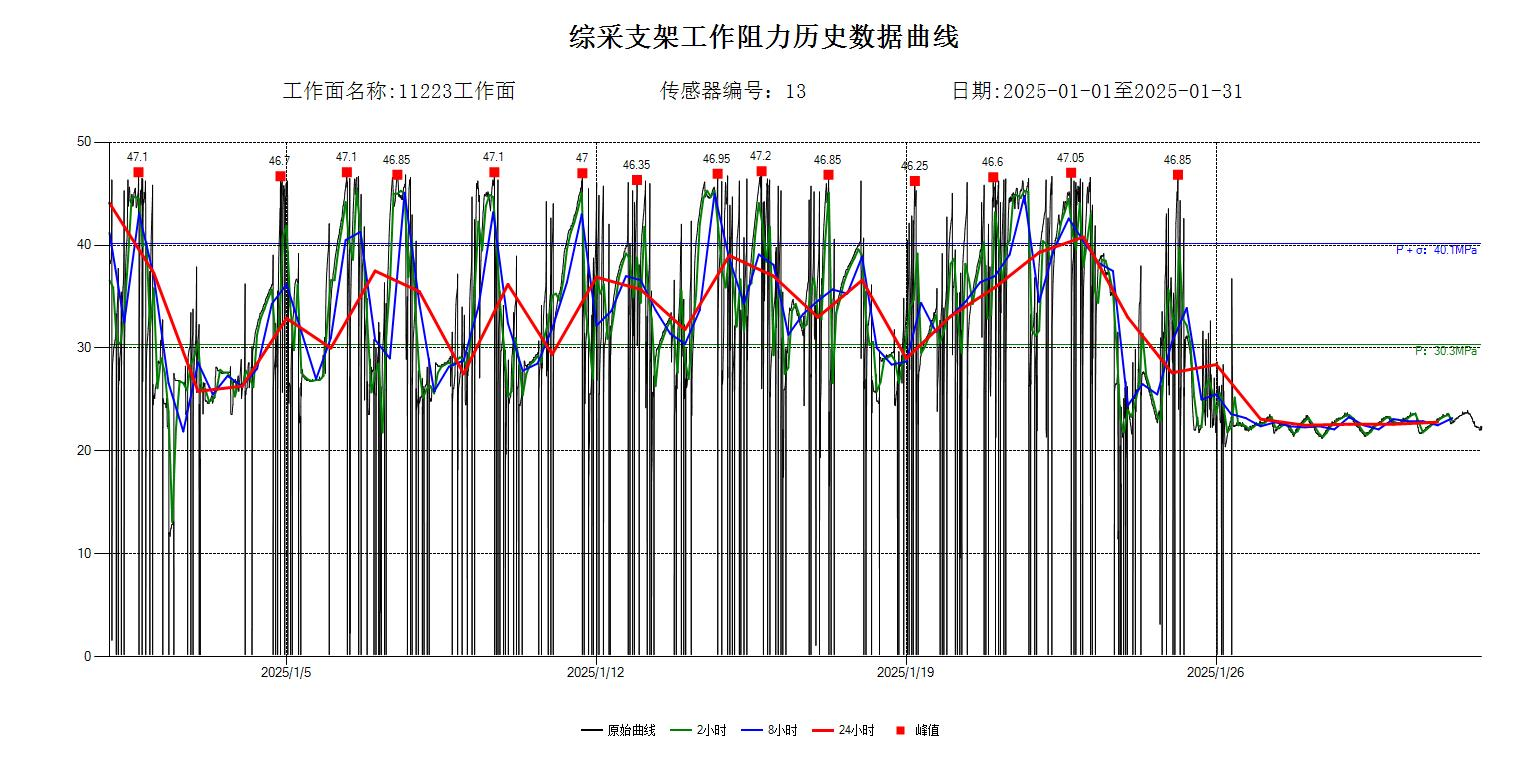 综采支架工作阻力历史数据曲线
工作面名称:11223工作面 传感器编号：13 日期:2025-01-01至2025-01-31
50
47.1 46.7 47.1 46.85 47.1 47 46.35 46.95 47.2 46.85 46.25 46.6 47.05 46.85
40
P + σ：40.1MPa
30
P：30.3MPa
20
10
0
2025/1/5 2025/1/12 2025/1/19 2025/1/26
原始曲线 2小时 8小时 24小时 峰值